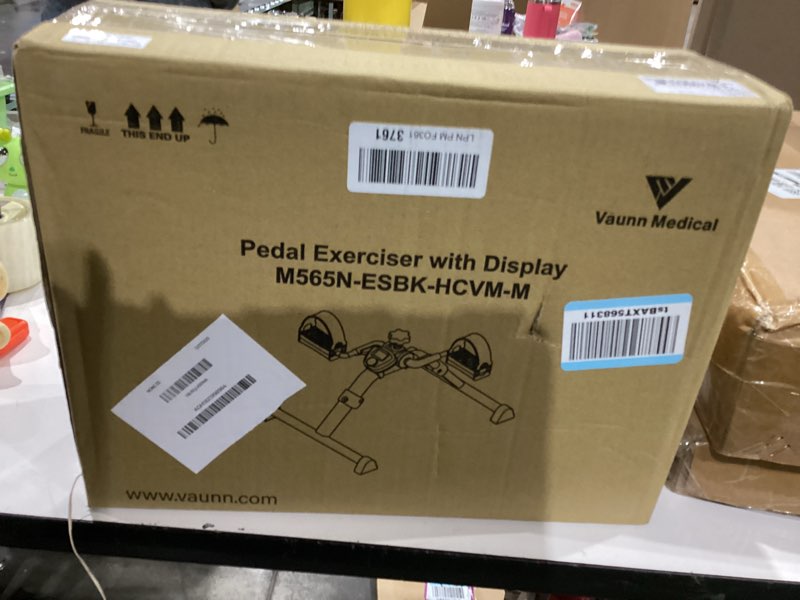 FRAGILE
THIS END UP
LPN PM FO361
3761
Vaunn Medical
Pedal Exerciser with Display
M565N-ESBK-HCVM-M
tsBAXT568311
www.vaunn.com